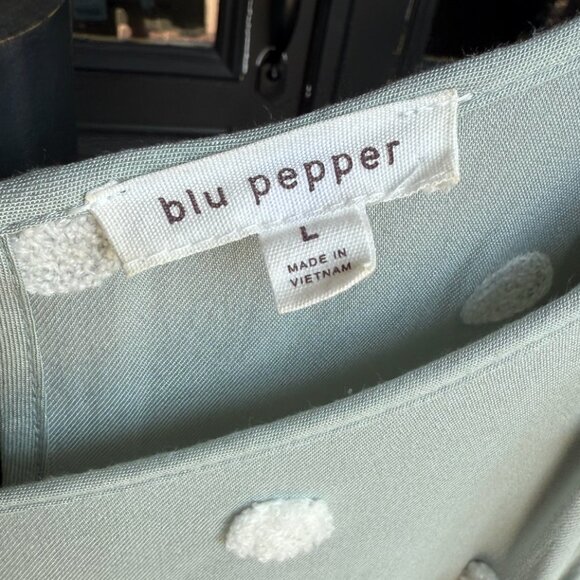 blu pepper
L
MADE IN
VIETNAM